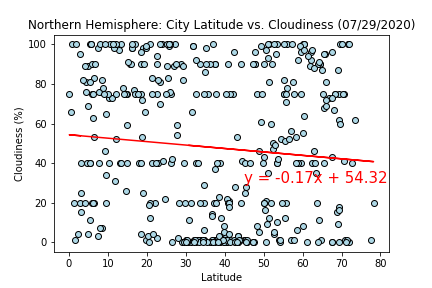 Northern Hemisphere: City Latitude vs. Cloudiness (07/29/2020)
100
80
60
40
20
0
Cloudiness (%)
y = -0.17x + 54.32
0 10 20 30 40 50 60 70 80
Latitude